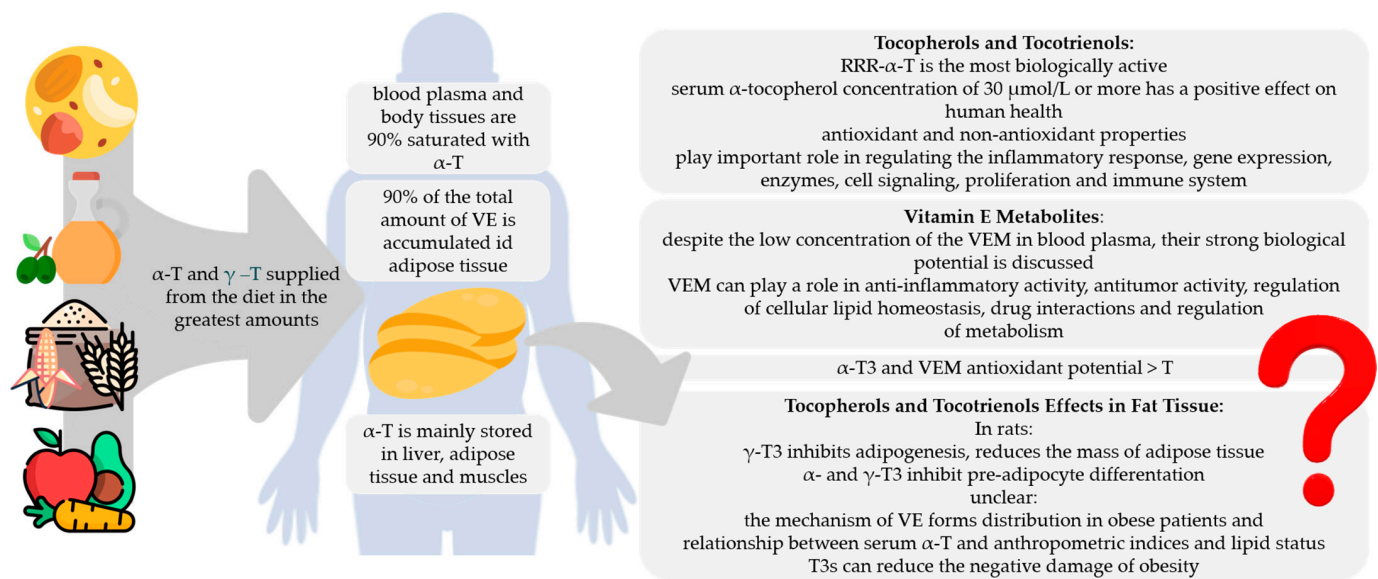 α-T and γ –T supplied
from the diet in the
greatest amounts
blood plasma and
body tissues are
90% saturated with
α-T
90% of the total
amount of VE is
accumulated id
adipose tissue
α-T is mainly stored
in liver, adipose
tissue and muscles
Tocopherols and Tocotrienols:
RRR-α-T is the most biologically active
serum α-tocopherol concentration of 30 μmol/L or more has a positive effect on
human health
antioxidant and non-antioxidant properties
play important role in regulating the inflammatory response, gene expression,
enzymes, cell signaling, proliferation and immune system
Vitamin E Metabolites:
despite the low concentration of the VEM in blood plasma, their strong biological
potential is discussed
VEM can play a role in anti-inflammatory activity, antitumor activity, regulation
of cellular lipid homeostasis, drug interactions and regulation
of metabolism
α-T3 and VEM antioxidant potential > T
Tocopherols and Tocotrienols Effects in Fat Tissue:
In rats:
γ-T3 inhibits adipogenesis, reduces the mass of adipose tissue
α- and γ-T3 inhibit pre-adipocyte differentation
unclear:
the mechanism of VE forms distribution in obese patients and
relationship between serum α-T and anthropometric indices and lipid status
T3s can reduce the negative damage of obesity
?